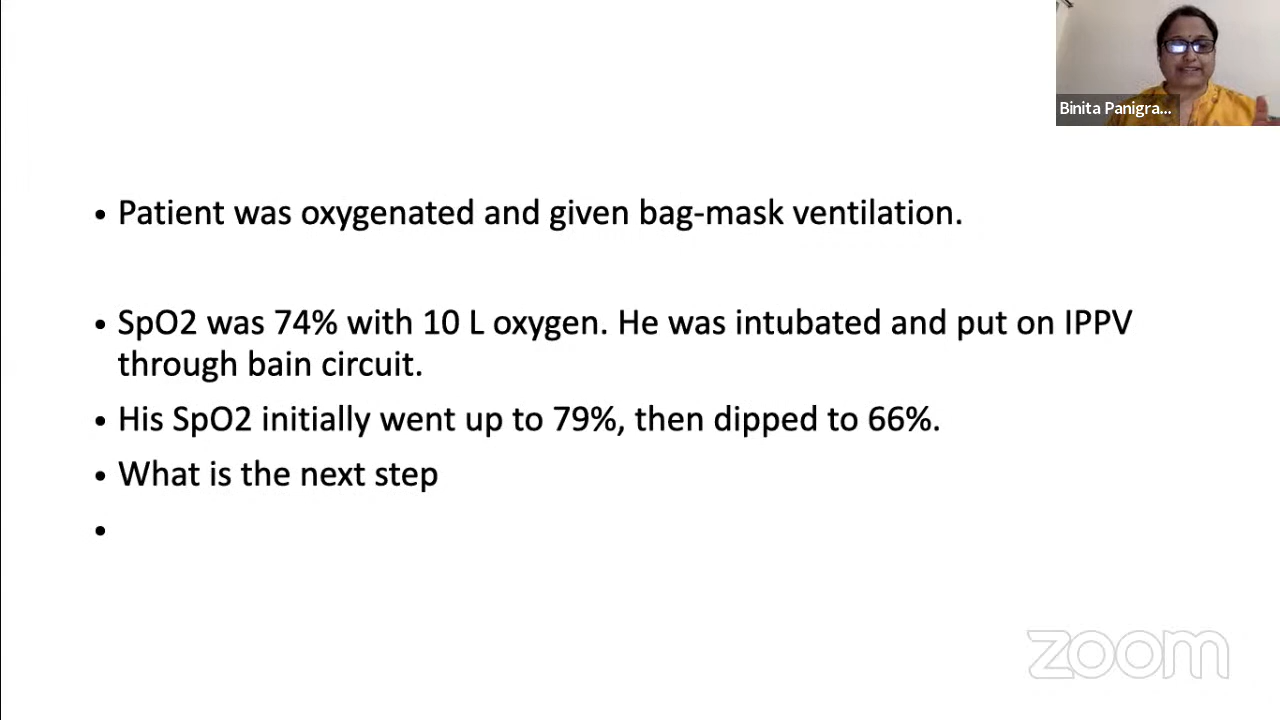 Binita Panigra...
• Patient was oxygenated and given bag-mask ventilation.
• SpO2 was 74% with 10 L oxygen. He was intubated and put on IPPV
through bain circuit.
• His SpO2 initially went up to 79%, then dipped to 66%.
• What is the next step
•
zoom